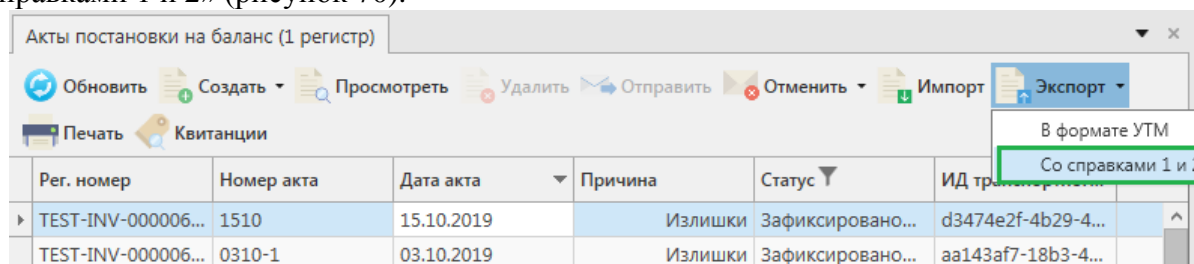 правками 1 и 2» (рисунок 70).
Акты постановки на баланс (1 регистр)
Обновить Создать Просмотреть Удалить Отправить Отменить Импорт Экспорт
Печать Квитанции
В формате УТМ
Со справками 1 и 2
Рег. номер Номер акта Дата акта Причина Статус ИД
TEST-INV-000006... 1510 15.10.2019 Излишки Зафиксировано... d3474e2f-4b29-4...
TEST-INV-000006... 0310-1 03.10.2019 Излишки Зафиксировано... aa143af7-18b3-4...